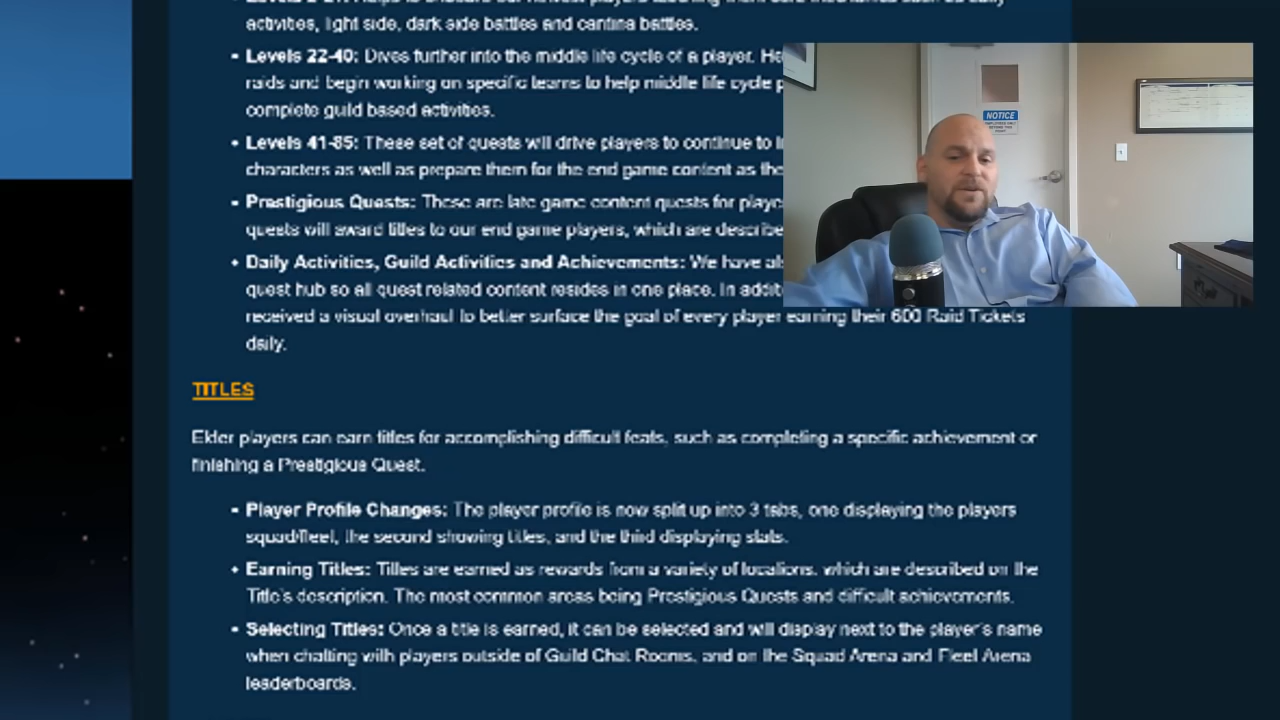 activities, light side, dark side battles and cantina battles.
• Levels 22-40: Dives further into the middle life cycle of a player. He
raids and begin working on specific teams to help middle life cycle p
complete guild based activities.
• Levels 41-85: These set of quests will drive players to continue to i
characters as well as prepare them for the end game content as the
• Prestigious Quests: These are late game content quests for playe
quests will award titles to our end game players, which are describe
• Daily Activities, Guild Activities and Achievements: We have al
quest hub so all quest related content resides in one place. In addit
received a visual overhaul to better surface the goal of every player earning their 600 Raid Tickets
daily.
NOTICE
TITLES
Elder players can earn titles for accomplishing difficult feats, such as completing a specific achievement or
finishing a Prestigious Quest.
• Player Profile Changes: The player profile is now split up into 3 tabs, one displaying the players
squad/fleet, the second showing titles, and the third displaying stats.
• Earning Titles: Titles are earned as rewards from a variety of locations, which are described on the
Title's description. The most common areas being Prestigious Quests and difficult achievements.
• Selecting Titles: Once a title is earned, it can be selected and will display next to the player's name
when chatting with players outside of Guild Chat Rooms, and on the Squad Arena and Fleet Arena
leaderboards.